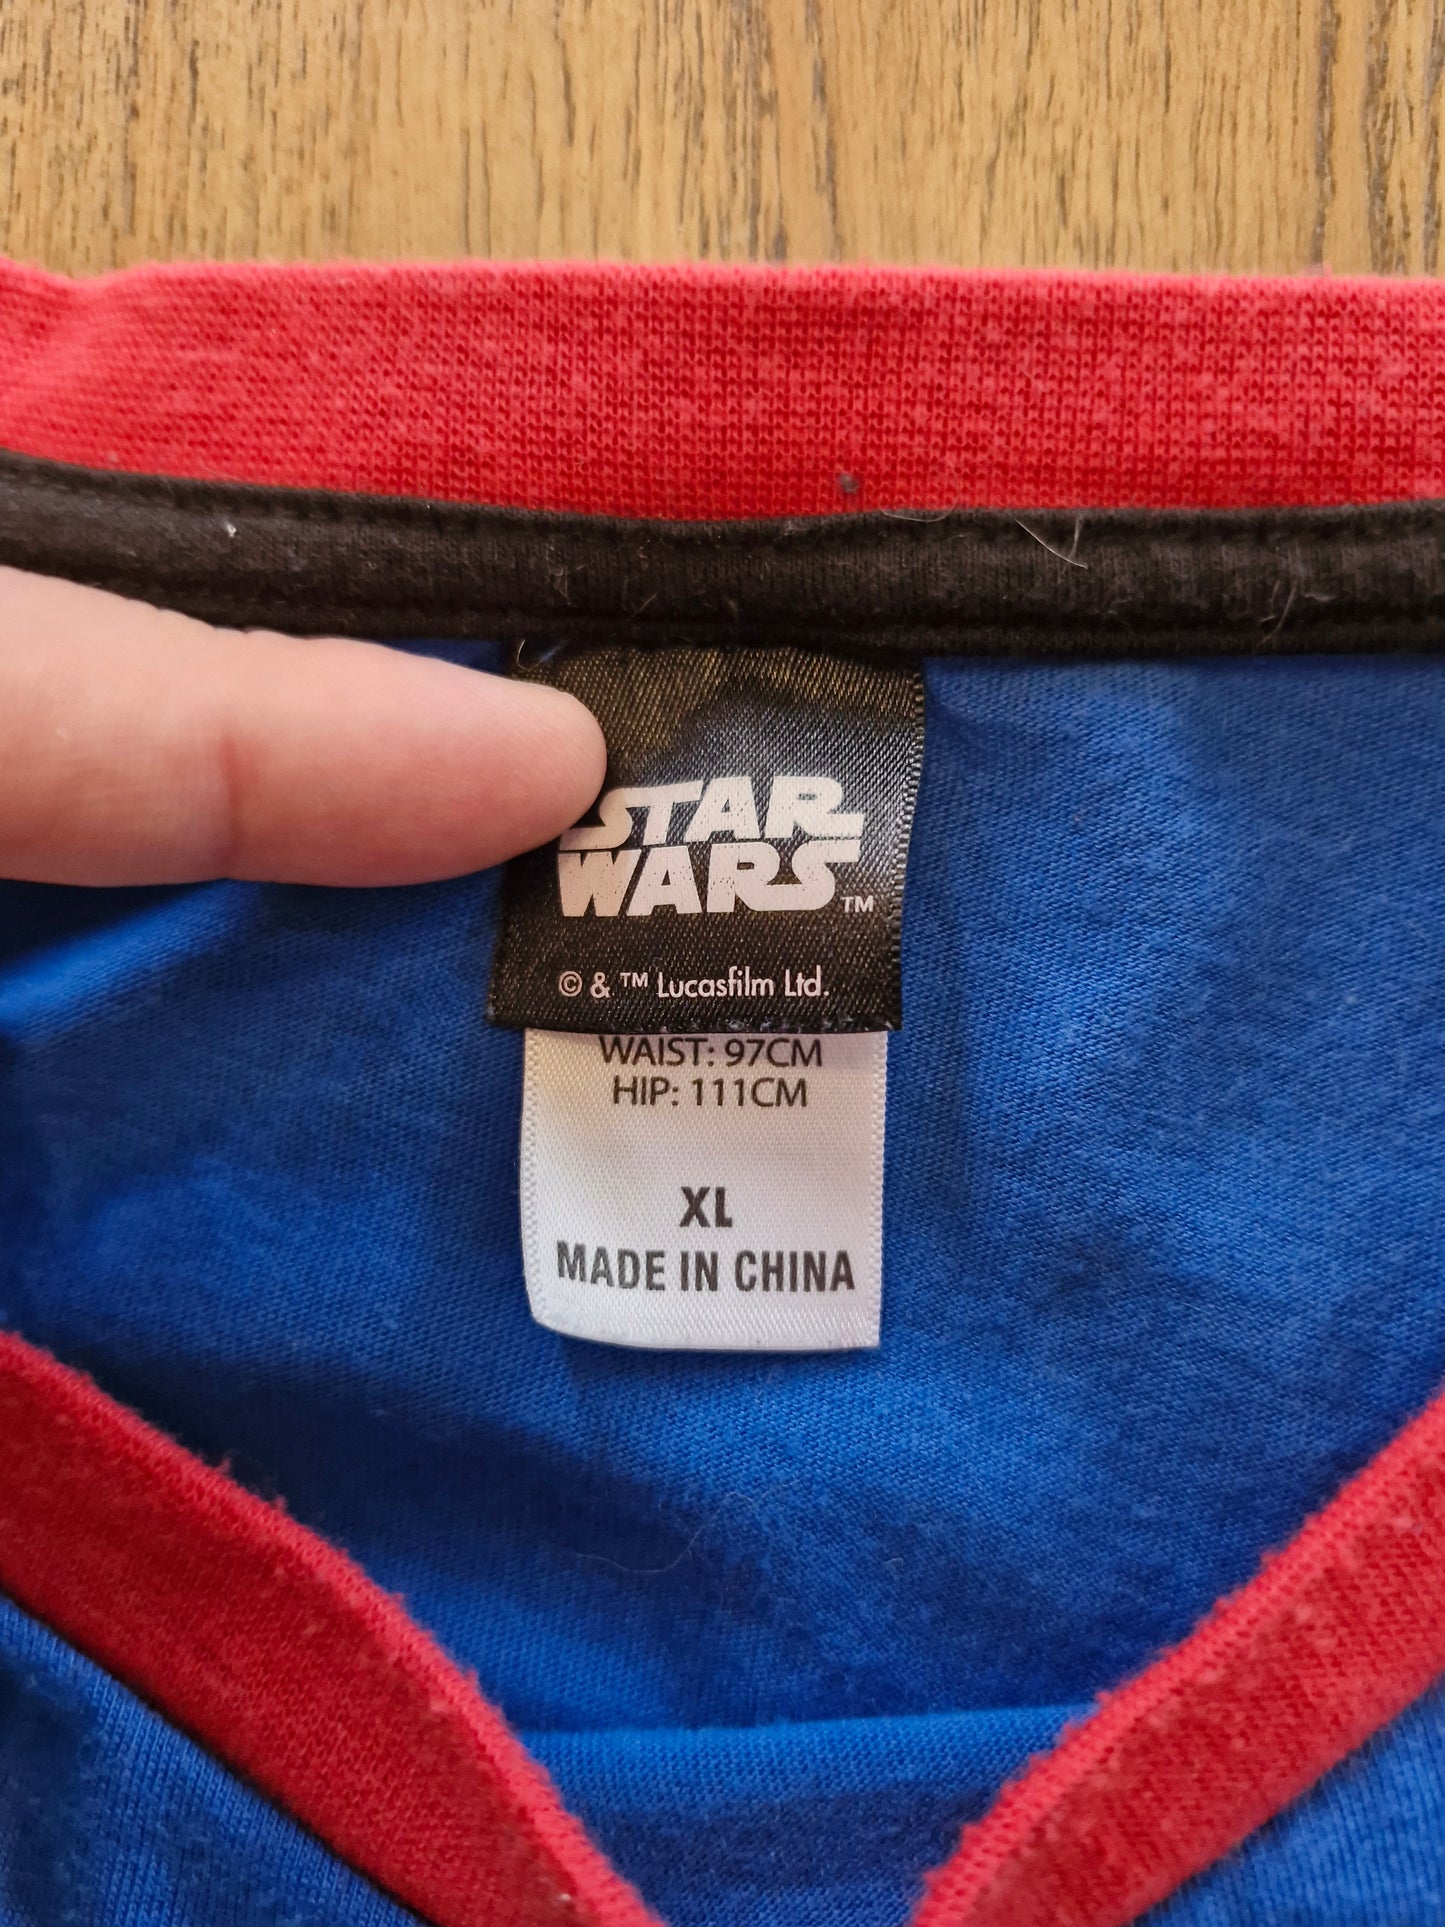 STAR
WARS™
© & ™ Lucasfilm Ltd.
WAIST: 97CM
HIP: 111CM
XL
MADE IN CHINA